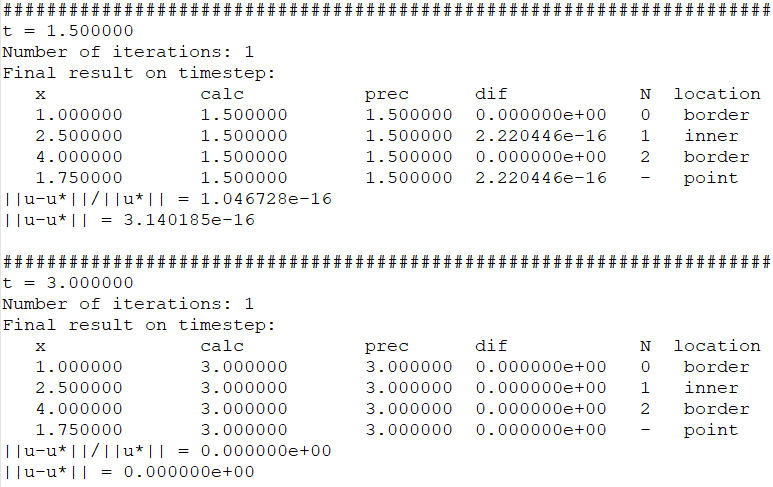 ######################################################################
t = 1.500000
Number of iterations: 1
Final result on timestep:
x calc prec dif N location
1.000000 1.500000 1.500000 0.000000e+00 0 border
2.500000 1.500000 1.500000 2.220446e-16 1 inner
4.000000 1.500000 1.500000 0.000000e+00 2 border
1.750000 1.500000 1.500000 2.220446e-16 - point
||u-u*||/||u*|| = 1.046728e-16
||u-u*|| = 3.140185e-16
######################################################################
t = 3.000000
Number of iterations: 1
Final result on timestep:
x calc prec dif N location
1.000000 3.000000 3.000000 0.000000e+00 0 border
2.500000 3.000000 3.000000 0.000000e+00 1 inner
4.000000 3.000000 3.000000 0.000000e+00 2 border
1.750000 3.000000 3.000000 0.000000e+00 - point
||u-u*||/||u*|| = 0.000000e+00
||u-u*|| = 0.000000e+00